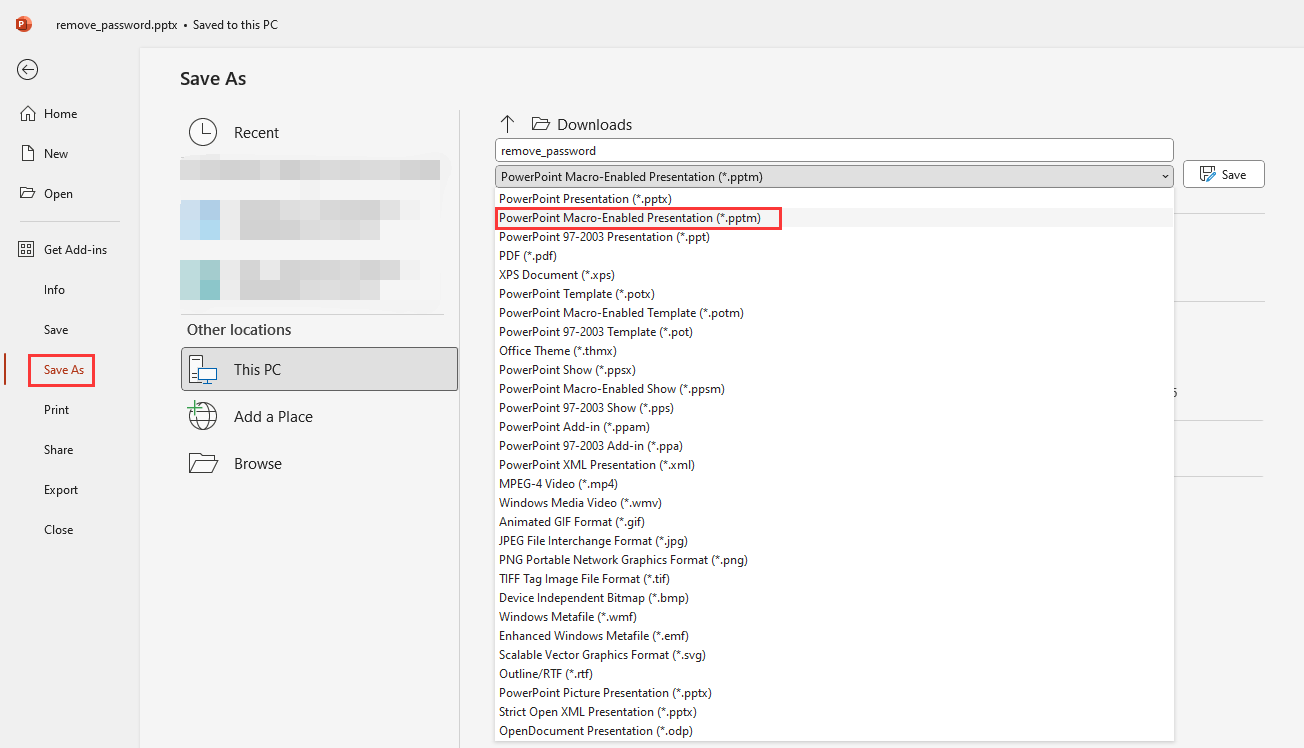 remove_password.pptx • Saved to this PC
Home
New
Open
Get Add-ins
Info
Save
Save As
Print
Share
Export
Close
Save As
Recent
Other locations
This PC
Add a Place
Browse
Downloads
remove_password
PowerPoint Macro-Enabled Presentation (*.pptm)
Save
PowerPoint Presentation (*.pptx)
PowerPoint Macro-Enabled Presentation (*.pptm)
PowerPoint 97-2003 Presentation (*.ppt)
PDF (*.pdf)
XPS Document (*.xps)
PowerPoint Template (*.potx)
PowerPoint Macro-Enabled Template (*.potm)
PowerPoint 97-2003 Template (*.pot)
Office Theme (*.thmx)
PowerPoint Show (*.ppsx)
PowerPoint Macro-Enabled Show (*.ppsm)
PowerPoint 97-2003 Show (*.pps)
PowerPoint Add-in (*.ppam)
PowerPoint 97-2003 Add-in (*.ppa)
PowerPoint XML Presentation (*.xml)
MPEG-4 Video (*.mp4)
Windows Media Video (*.wmv)
Animated GIF Format (*.gif)
JPEG File Interchange Format (*.jpg)
PNG Portable Network Graphics Format (*.png)
TIFF Tag Image File Format (*.tif)
Device Independent Bitmap (*.bmp)
Windows Metafile (*.wmf)
Enhanced Windows Metafile (*.emf)
Scalable Vector Graphics Format (*.svg)
Outline/RTF (*.rtf)
PowerPoint Picture Presentation (*.pptx)
Strict Open XML Presentation (*.pptx)
OpenDocument Presentation (*.odp)